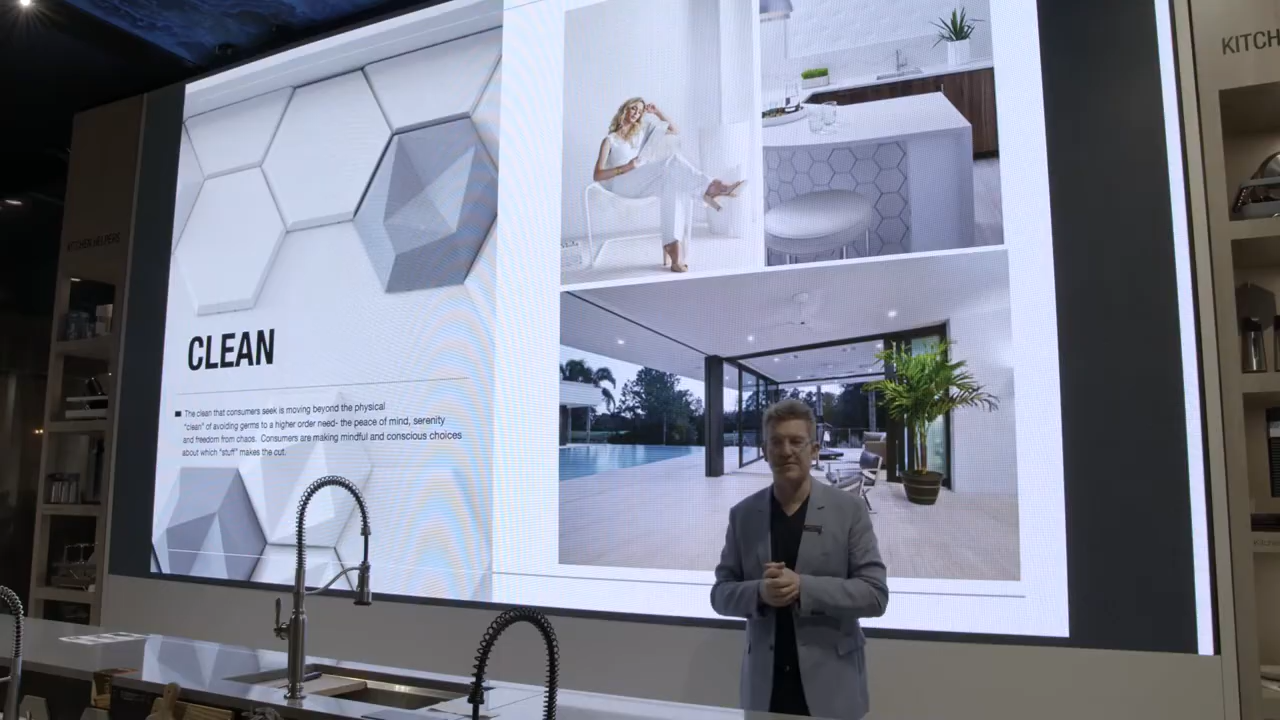 KITCH
KITCHEN HELPERS
CLEAN
The clean that consumers seek is moving beyond the physical
"clean" of avoiding germs to a higher order need- the peace of mind, serenity
and freedom from chaos. Consumers are making mindful and conscious choices
about which "stuff" makes the cut.